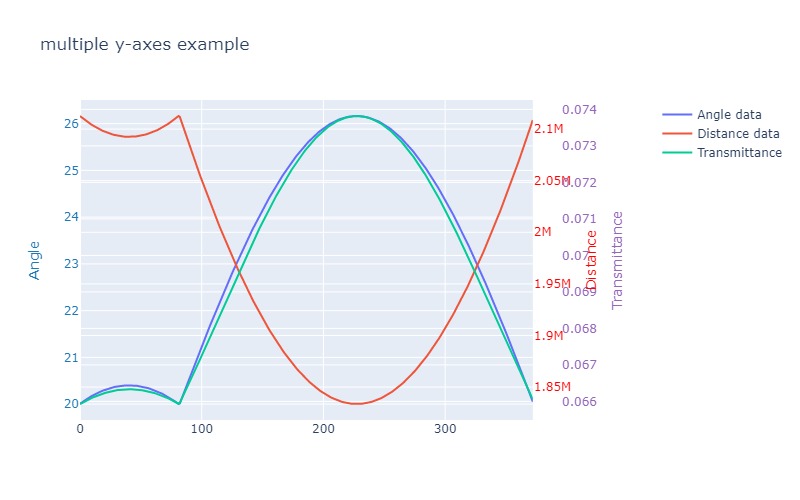 multiple y-axes example
Angle data
Distance data
Transmittance
26
25
24
23
22
21
20
Angle
0
100
200
300
2.1M
2.05M
2M
1.95M
1.9M
1.85M
Distance
0.074
0.073
0.072
0.071
0.07
0.069
0.068
0.067
0.066
Transmittance